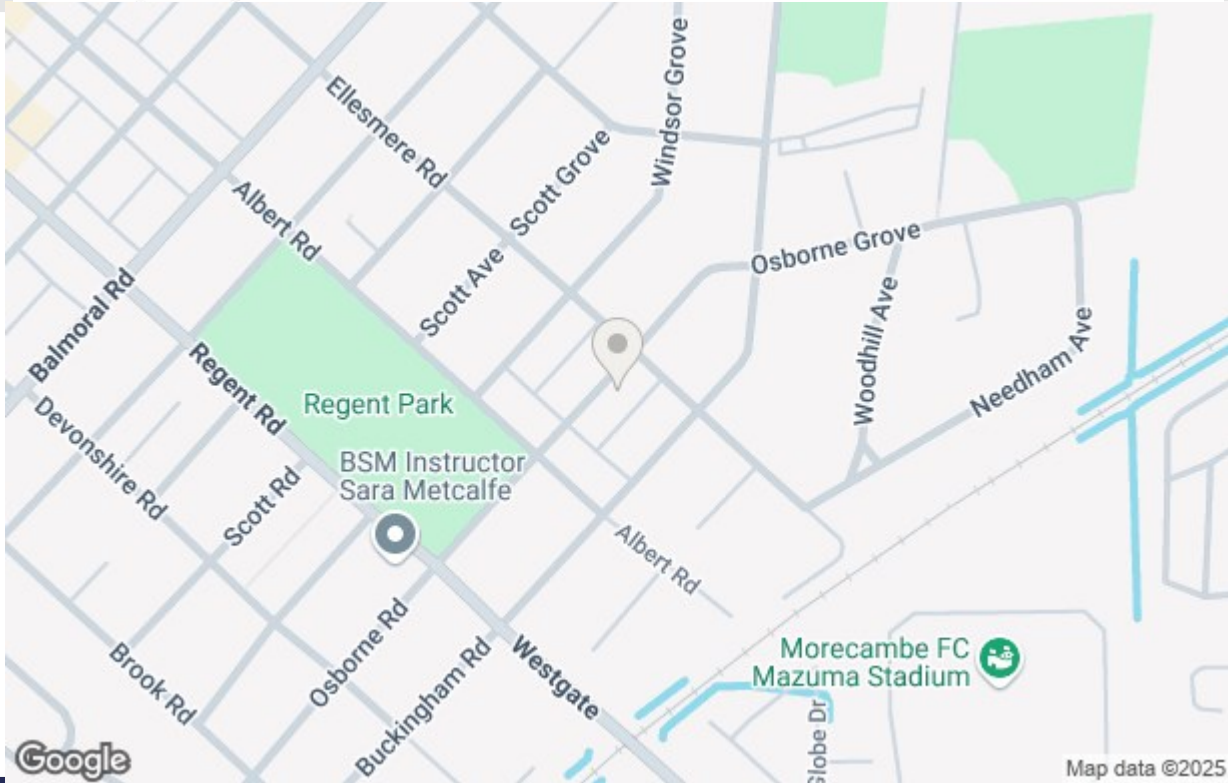 Ellesmere Rd
Windsor Grove
Scott Grove
Albert Rd
Osborne Grove
Scott Ave
Balmoral Rd
Woodhill Ave
Needham Ave
Regent Rd
Regent Park
Devonshire Rd
BSM Instructor
Sara Metcalfe
Scott Rd
Albert Rd
Osborne Rd
Westgate
Morecambe FC
Mazuma Stadium
Brook Rd
Buckingham Rd
Globe Dr
Google
Map data ©2025